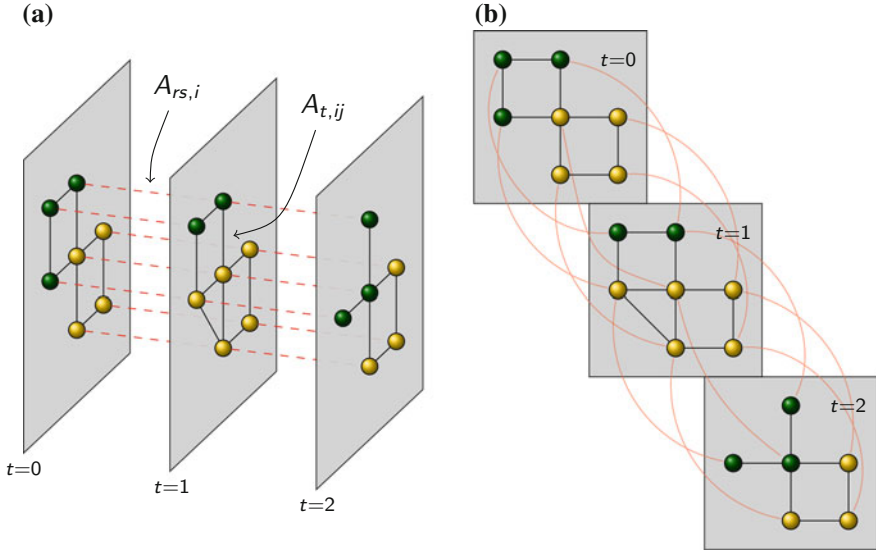 (a)
A_{rs,i}
A_{t,ij}
t=0
t=1
t=2
(b)
t=0
t=1
t=2